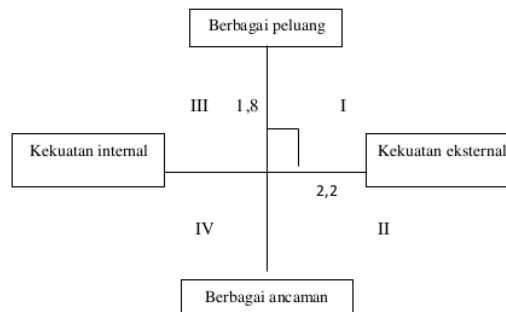 Berbagai peluang
III 1,8 I
Kekuatan internal
Kekuatan eksternal
2,2
IV II
Berbagai ancaman